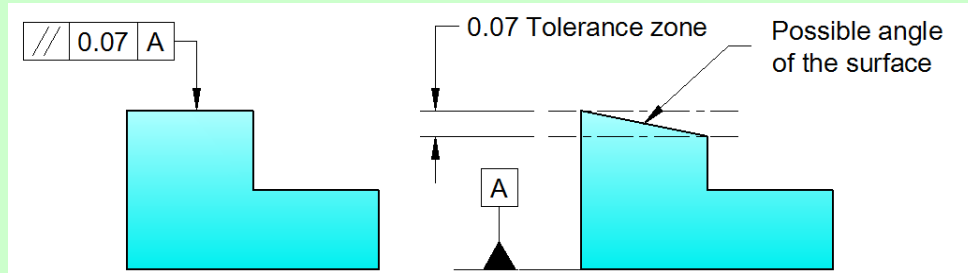 // 0.07 A
0.07 Tolerance zone
Possible angle
of the surface
A